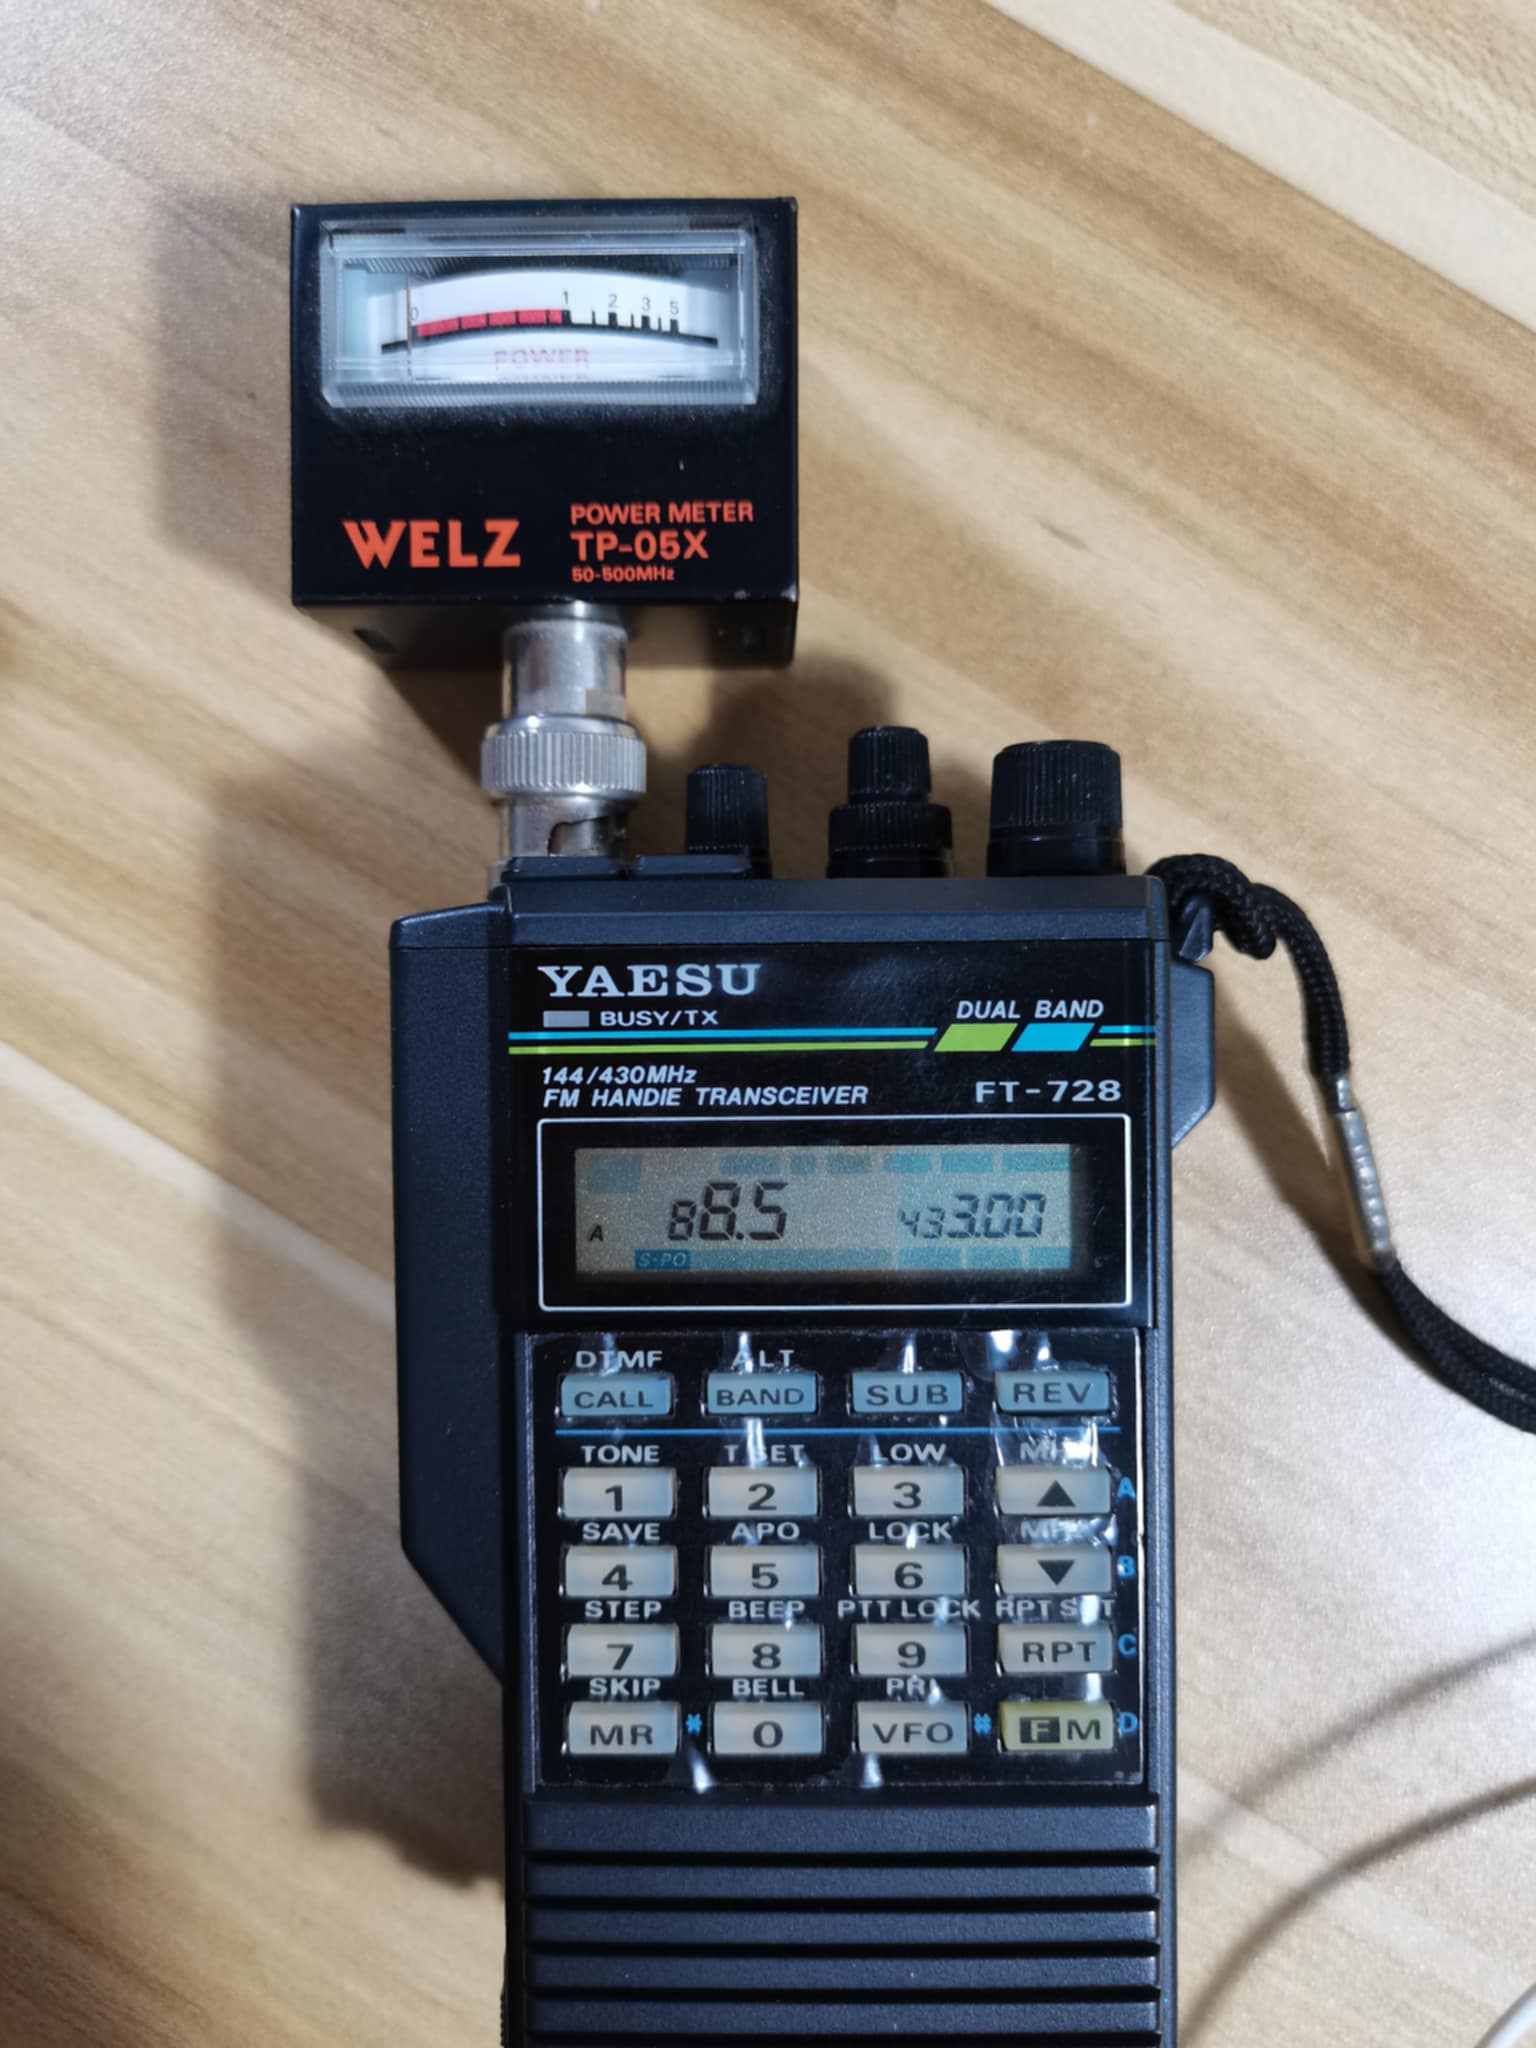 0 1 2 3 5
POWER
WELZ
POWER METER
TP-05X
50-500MHz
YAESU
BUSY/TX
DUAL BAND
144/430MHz
FM HANDIE TRANSCEIVER
FT-728
A 88.5 433.00
S-PO
DTMF ALT
CALL BAND SUB REV
TONE T SET LOW
1 2 3 ▲ A
SAVE APO LOCK
4 5 6 ▼ B
STEP BEEP PTT LOCK RPT SET
7 8 9 RPT C
SKIP BELL PRI
MR * 0 VFO # F M D